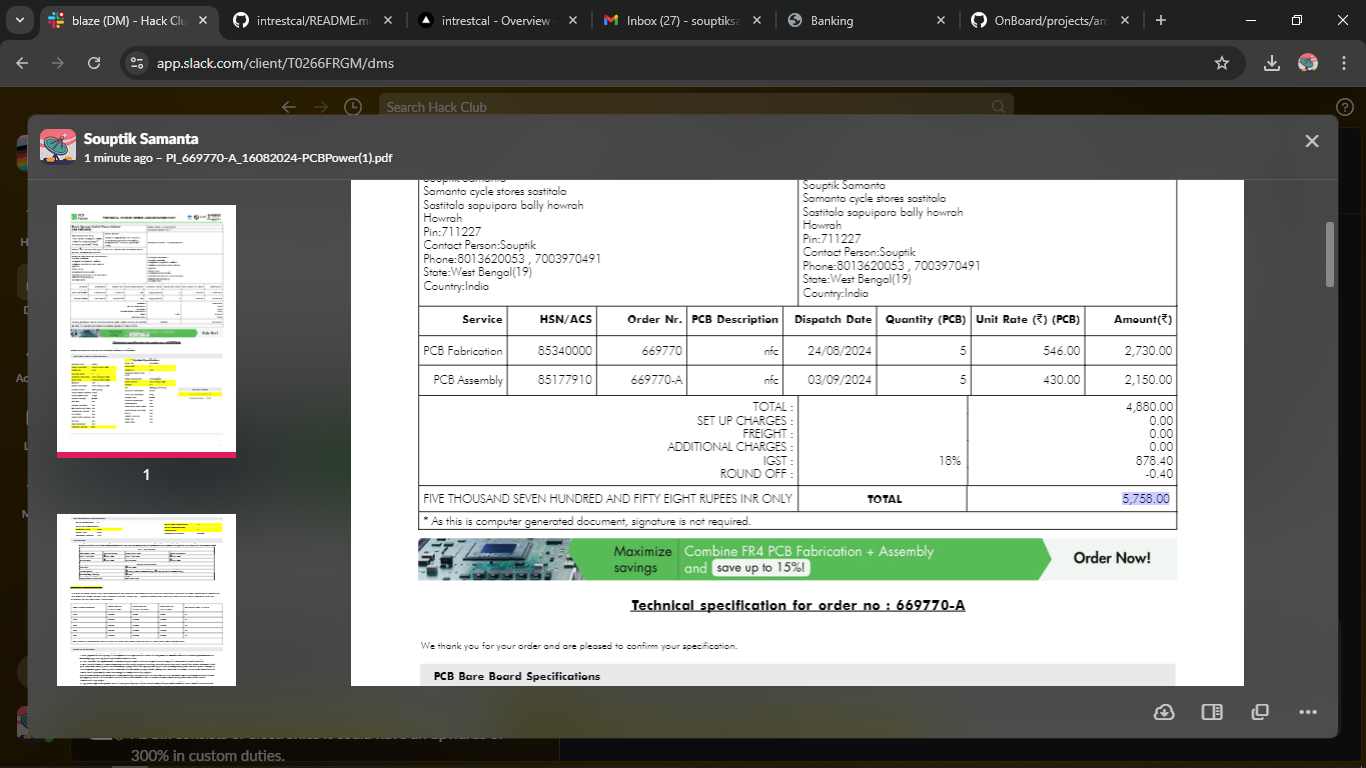 blaze (DM) - Hack Clu
intrestcal/README.m
intrestcal - Overview
Inbox (27) - souptiksa
Banking
OnBoard/projects/arc
app.slack.com/client/T0266FRGM/dms
Search Hack Club
Souptik Samanta
1 minute ago – PI_669770-A_16082024-PCBPower(1).pdf
1
Souptik Samanta
Samanta cycle stores sastitala
Sastitala sapuipara bally howrah
Howrah
Pin:711227
Contact Person:Souptik
Phone:8013620053 , 7003970491
State:West Bengal(19)
Country:India
Souptik Samanta
Samanta cycle stores sastitala
Sastitala sapuipara bally howrah
Howrah
Pin:711227
Contact Person:Souptik
Phone:8013620053 , 7003970491
State:West Bengal(19)
Country:India
Service HSN/ACS Order Nr. PCB Description Dispatch Date Quantity (PCB) Unit Rate (₹) (PCB) Amount(₹)
PCB Fabrication 85340000 669770 nfc 24/08/2024 5 546.00 2,730.00
PCB Assembly 85177910 669770-A nfc 03/09/2024 5 430.00 2,150.00
TOTAL : 4,880.00
SET UP CHARGES : 0.00
FREIGHT : 0.00
ADDITIONAL CHARGES : 0.00
IGST : 18% 878.40
ROUND OFF : -0.40
FIVE THOUSAND SEVEN HUNDRED AND FIFTY EIGHT RUPEES INR ONLY TOTAL 5,758.00
* As this is computer generated document, signature is not required.
Maximize savings
Combine FR4 PCB Fabrication + Assembly
and save up to 15%!
Order Now!
Technical specification for order no : 669770-A
We thank you for your order and are pleased to confirm your specification.
PCB Bare Board Specifications
300% in custom duties.